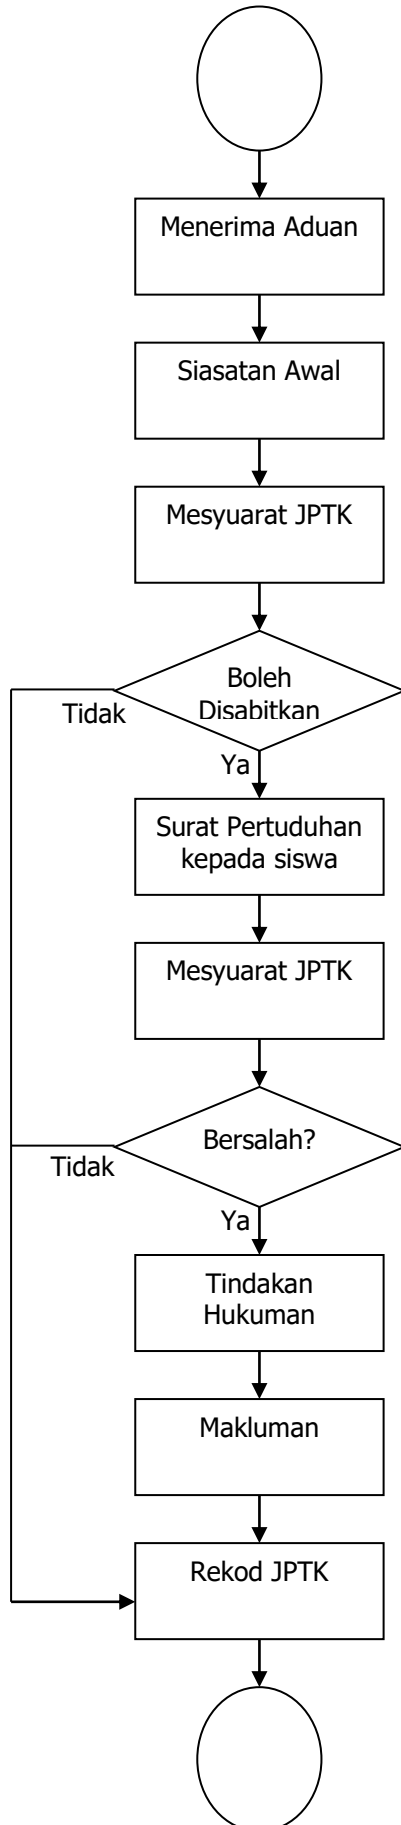 Menerima Aduan
Siasatan Awal
Mesyuarat JPTK
Boleh
Disabitkan
Tidak
Ya
Surat Pertuduhan
kepada siswa
Mesyuarat JPTK
Bersalah?
Tidak
Ya
Tindakan
Hukuman
Makluman
Rekod JPTK